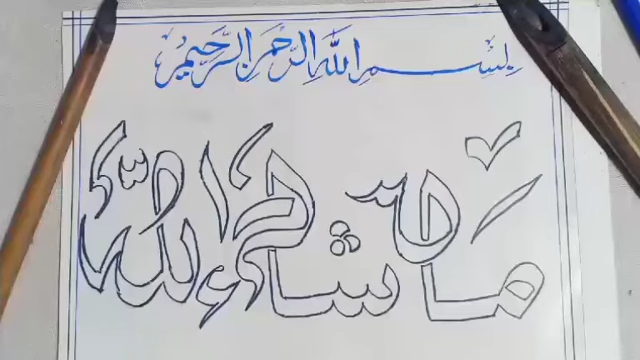 بسم الله الرحمن الرحيم
ما شاء الله